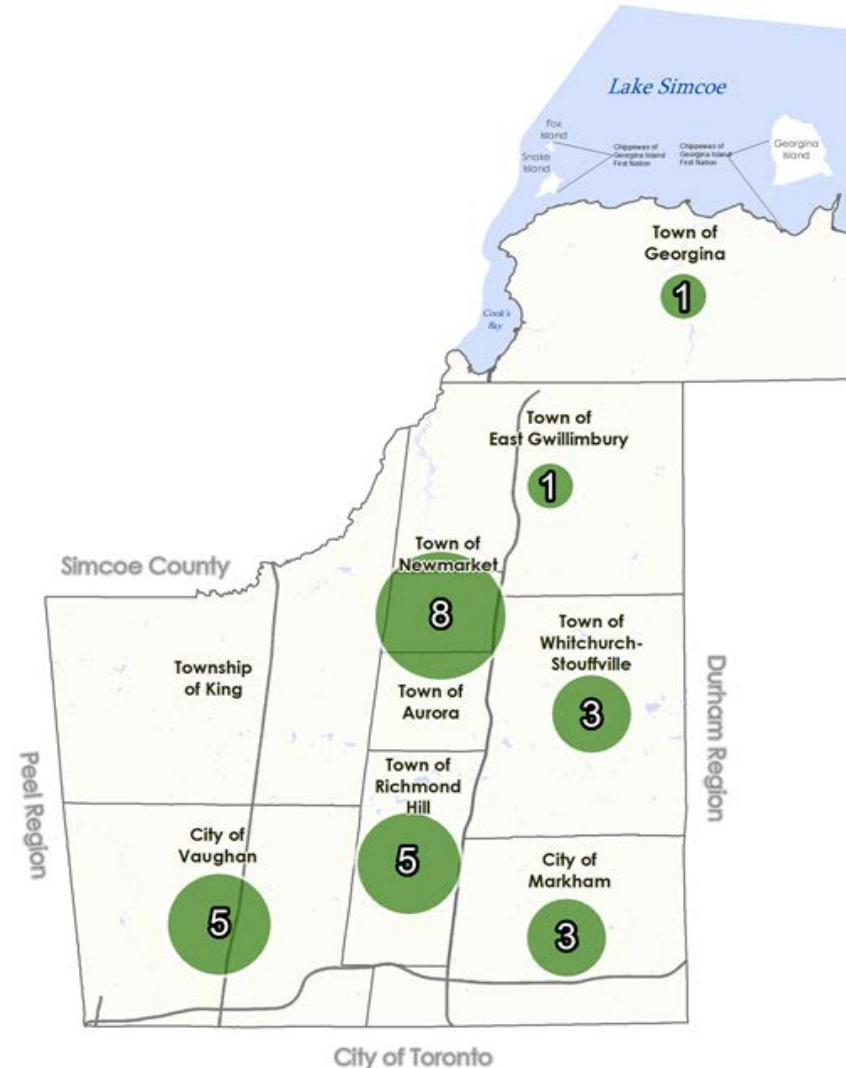 Lake Simcoe
Fox
Island
Snake
Island
Chippewas of
Georgina Island
First Nation
Chippewas of
Georgina Island
First Nation
Georgina
Island
Town of
Georgina
1
Cook's
Bay
Town of
East Gwillimbury
1
Town of
Newmarket
8
Simcoe County
Town of
Whitchurch-
Stouffville
3
Township
of King
Town of
Aurora
Durham Region
Peel Region
Town of
Richmond
Hill
5
City of
Vaughan
5
City of
Markham
3
City of Toronto